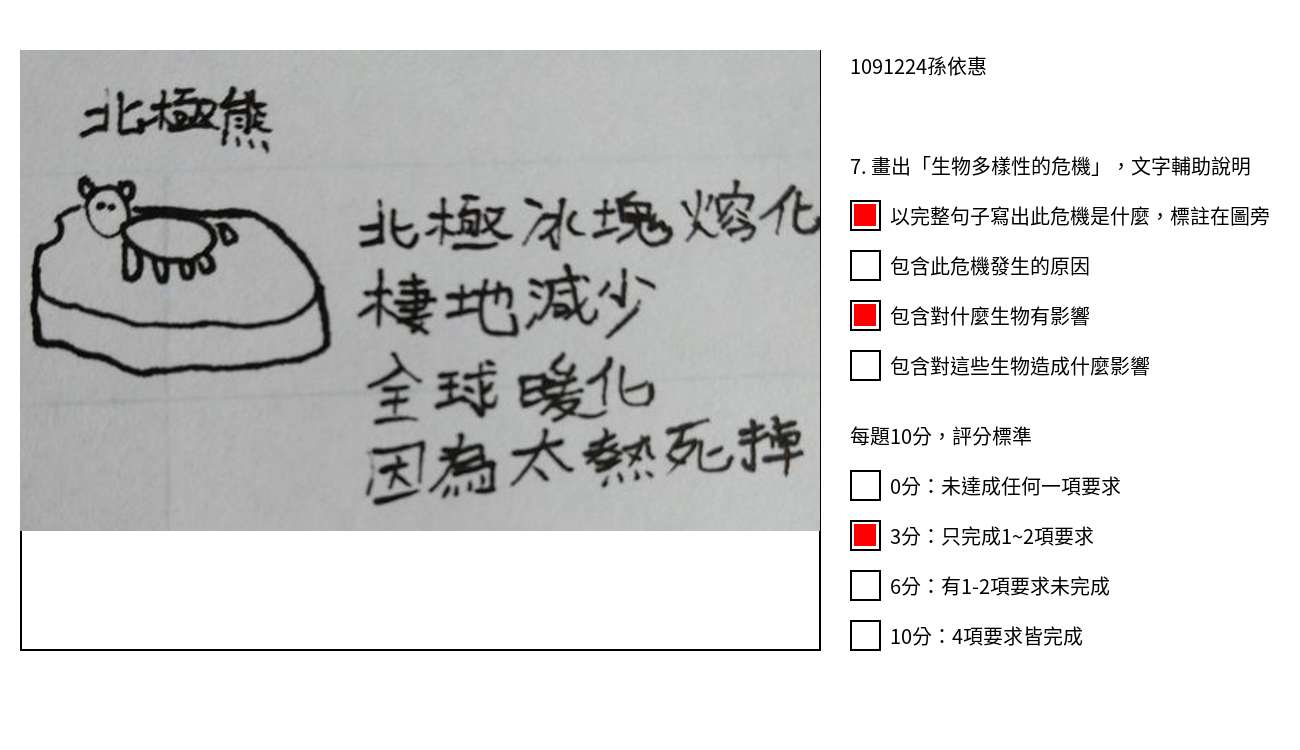 北極熊
北極冰塊熔化
棲地減少
全球暖化
因為太熱死掉
1091224孫依惠
7. 畫出「生物多樣性的危機」，文字輔助說明
以完整句子寫出此危機是什麼，標註在圖旁
包含此危機發生的原因
包含對什麼生物有影響
包含對這些生物造成什麼影響
每題10分，評分標準
0分：未達成任何一項要求
3分：只完成1~2項要求
6分：有1-2項要求未完成
10分：4項要求皆完成